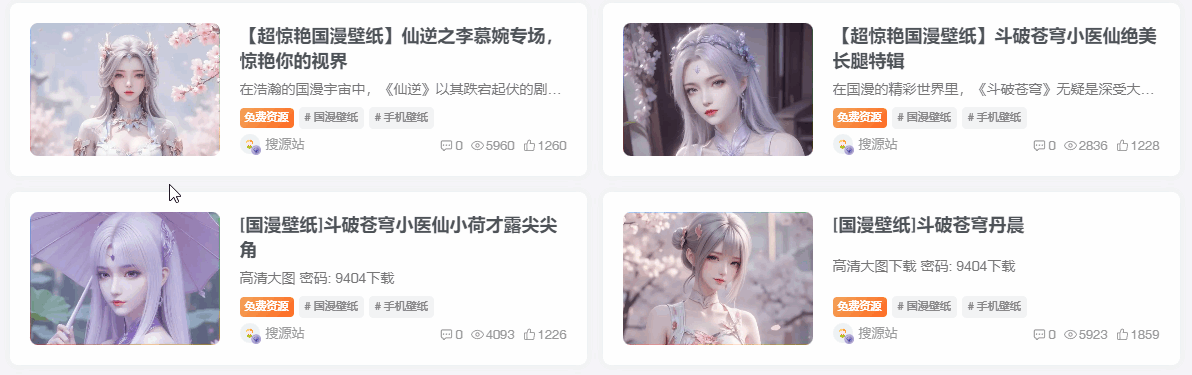 【超惊艳国漫壁纸】仙逆之李慕婉专场，
惊艳你的视界
在浩瀚的国漫宇宙中，《仙逆》以其跌宕起伏的剧...
免费资源 # 国漫壁纸 # 手机壁纸
搜源站 0 5960 1260
【超惊艳国漫壁纸】斗破苍穹小医仙绝美
长腿特辑
在国漫的精彩世界里，《斗破苍穹》无疑是深受大...
免费资源 # 国漫壁纸 # 手机壁纸
搜源站 0 2836 1228
[国漫壁纸]斗破苍穹小医仙小荷才露尖尖
角
高清大图 密码: 9404下载
免费资源 # 国漫壁纸 # 手机壁纸
搜源站 0 4093 1226
[国漫壁纸]斗破苍穹丹晨
高清大图下载 密码: 9404下载
免费资源 # 国漫壁纸 # 手机壁纸
搜源站 0 5923 1859